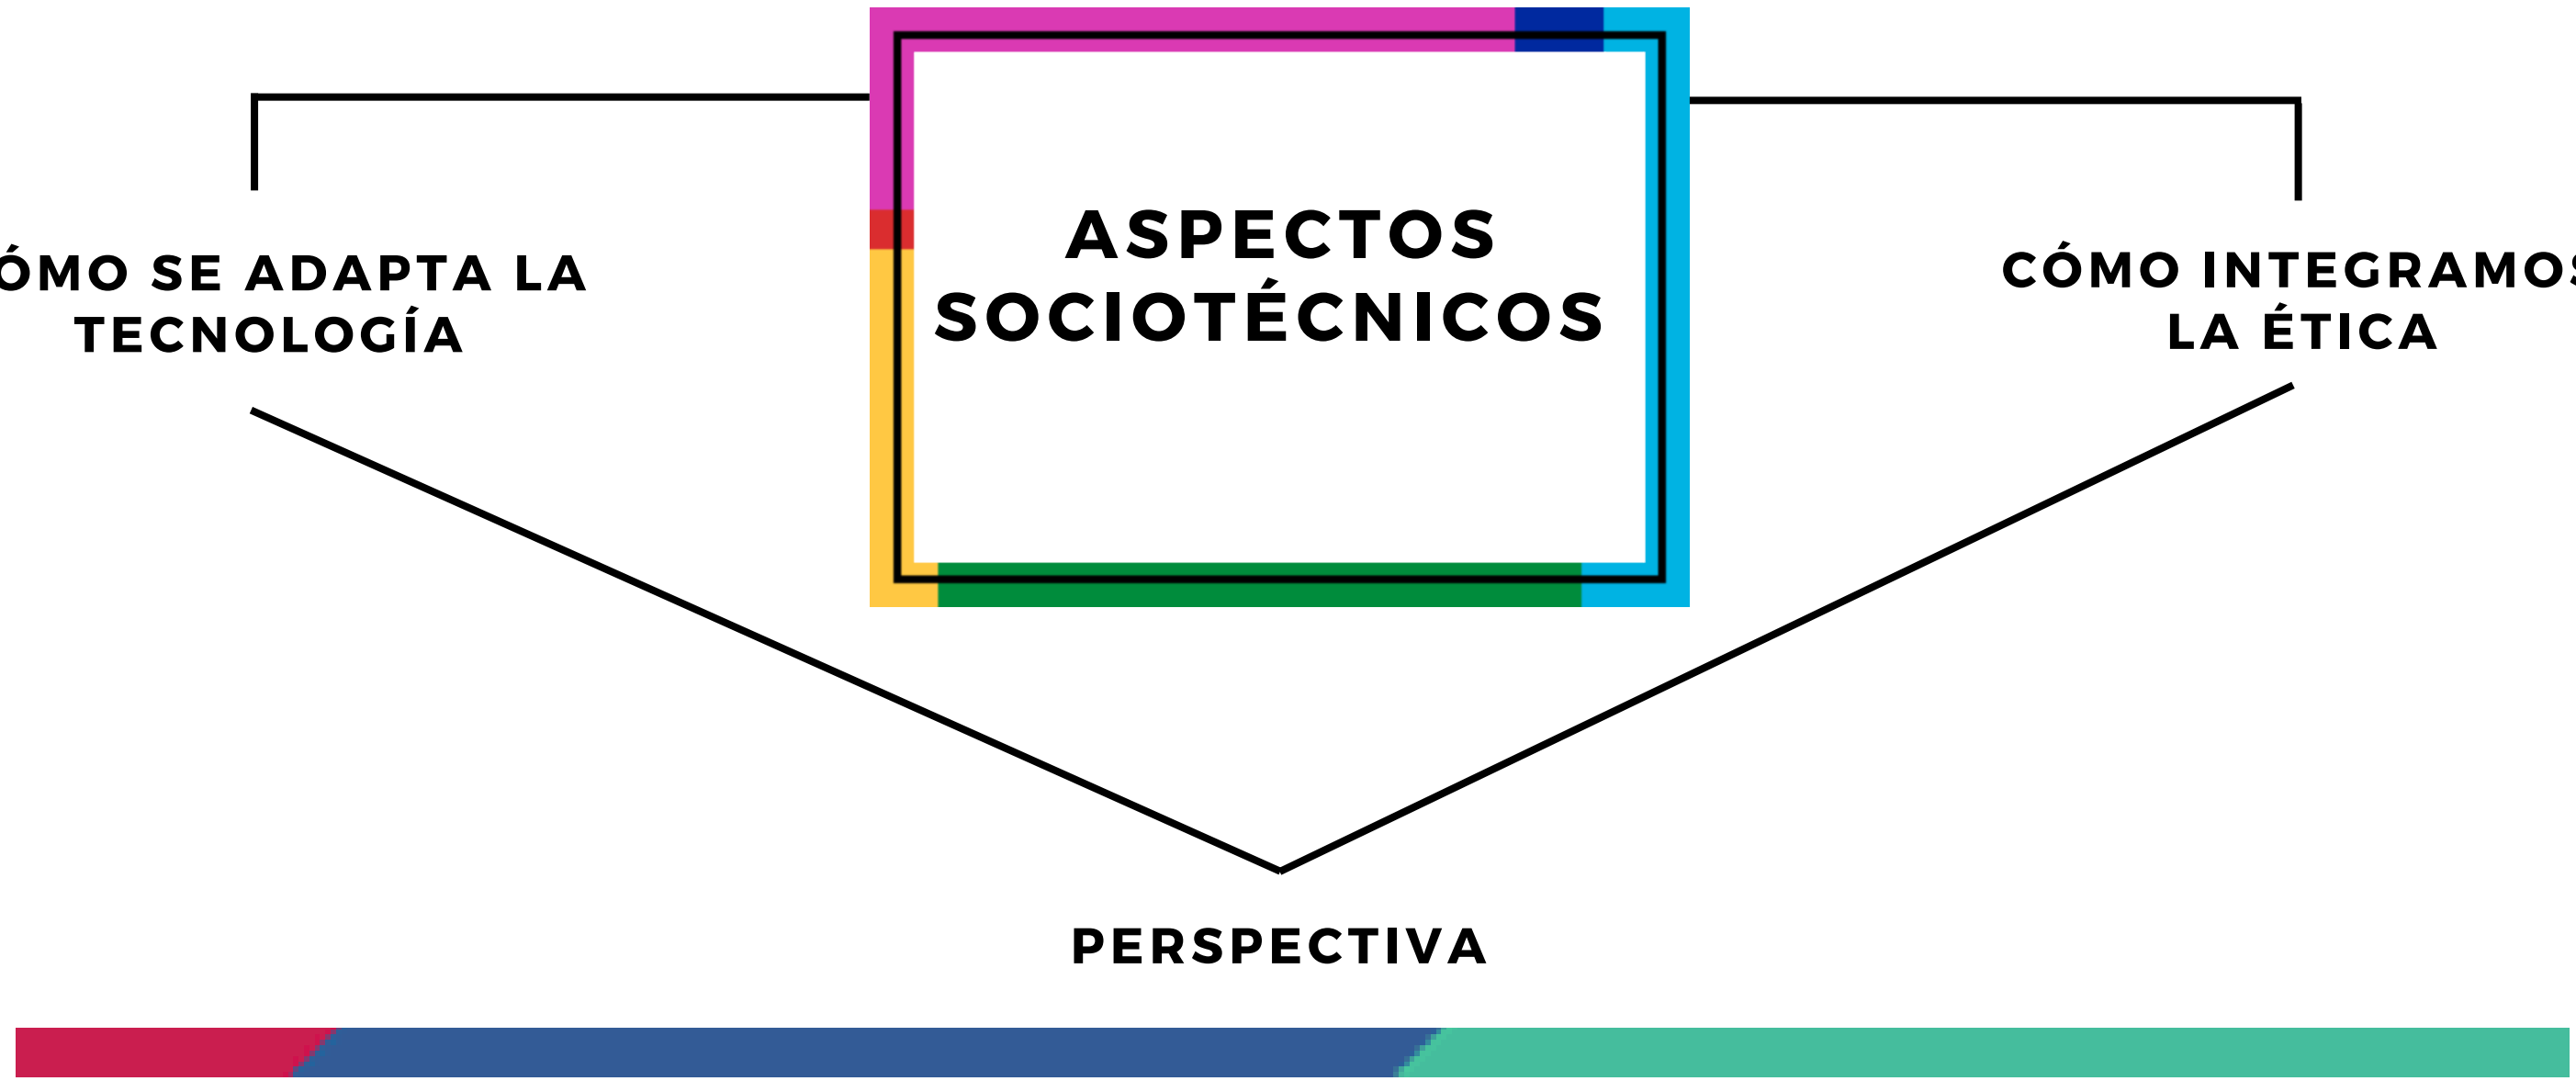 ASPECTOS
SOCIOTÉCNICOS
ÓMO SE ADAPTA LA
TECNOLOGÍA
CÓMO INTEGRAMOS
LA ÉTICA
PERSPECTIVA